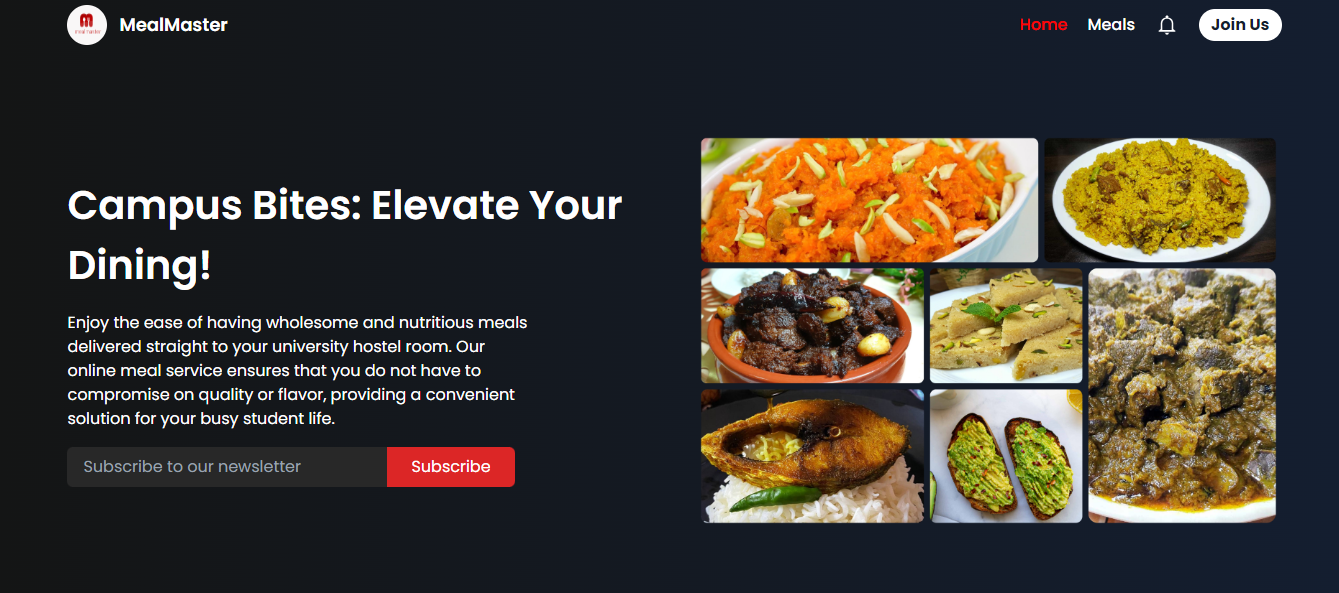 meal master
MealMaster
Home
Meals
Join Us
Campus Bites: Elevate Your
Dining!
Enjoy the ease of having wholesome and nutritious meals
delivered straight to your university hostel room. Our
online meal service ensures that you do not have to
compromise on quality or flavor, providing a convenient
solution for your busy student life.
Subscribe to our newsletter
Subscribe